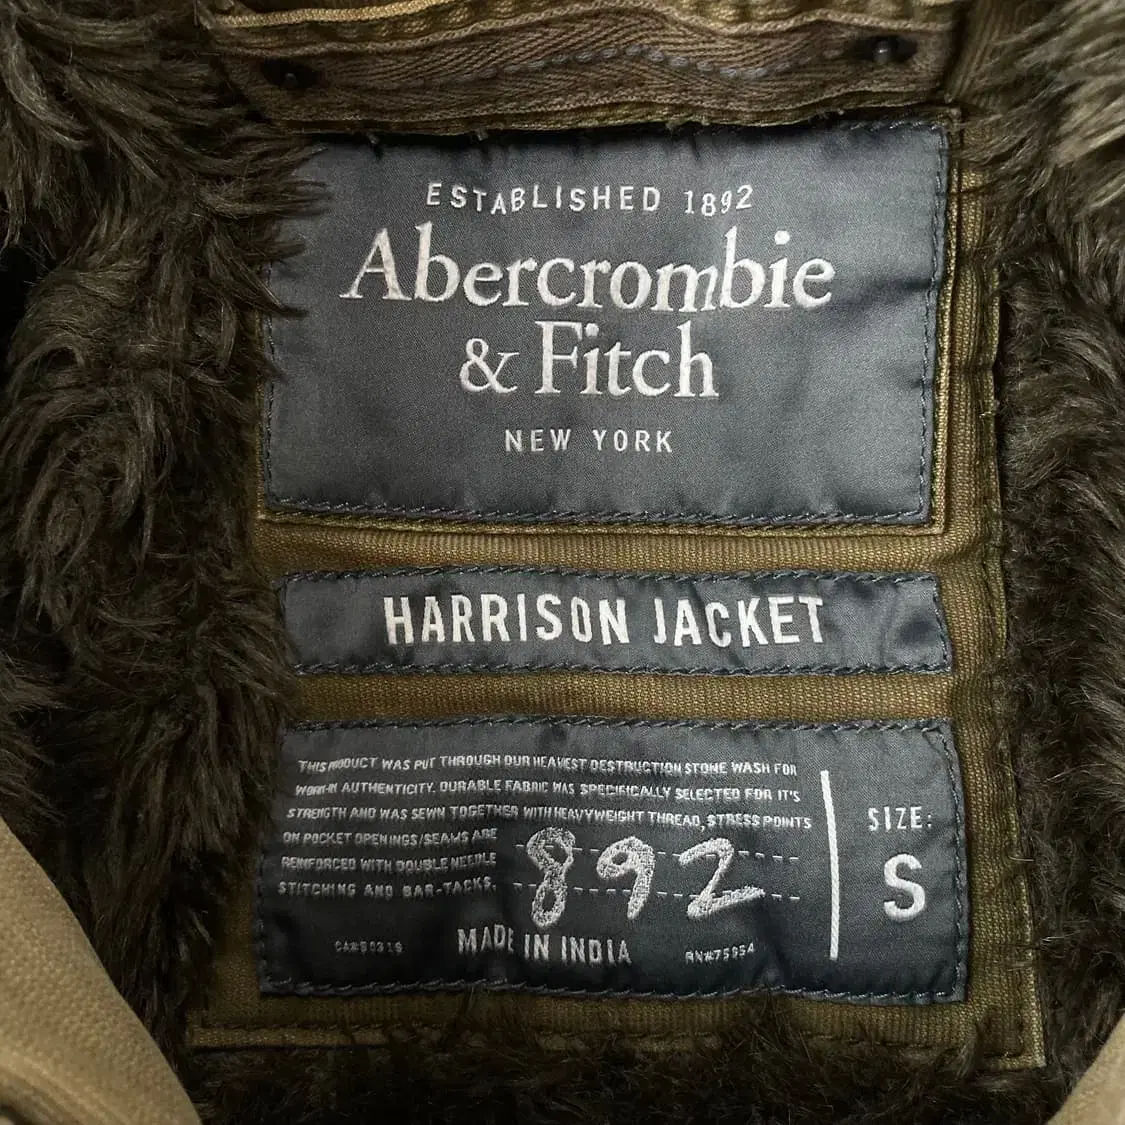 ESTABLISHED 1892
Abercrombie
& Fitch
NEW YORK
HARRISON JACKET
THIS PRODUCT WAS PUT THROUGH OUR HEAVIEST DESTRUCTION STONE WASH FOR
WORK-IN AUTHENTICITY. DURABLE FABRIC WAS SPECIFICALLY SELECTED FOR IT'S
STRENGTH AND WAS SEWN TOGETHER WITH HEAVYWEIGHT THREAD, STRESS POINTS
ON POCKET OPENINGS/SEAMS ARE
REINFORCED WITH DOUBLE NEEDLE
STITCHING AND BAR-TACKS.
892
CA#50319
MADE IN INDIA
RN#75654
SIZE:
S